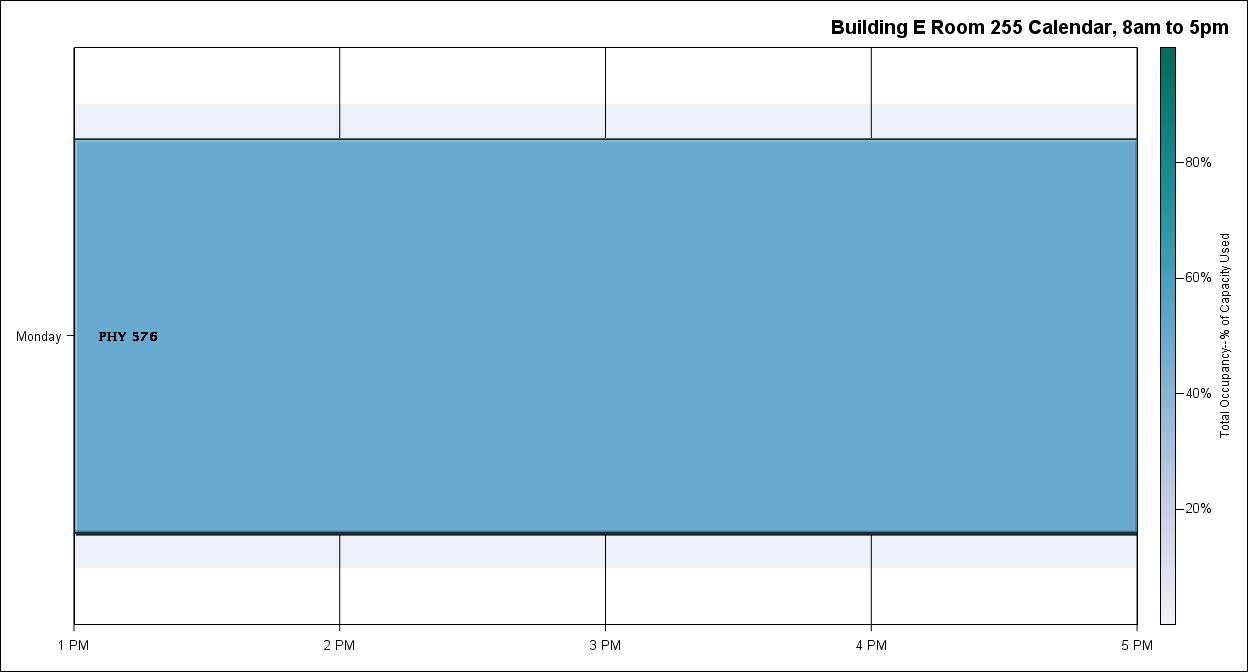 Building E Room 255 Calendar, 8am to 5pm
80%
60%
40%
20%
Total Occupancy--% of Capacity Used
Monday
PHY 576
1 PM
2 PM
3 PM
4 PM
5 PM